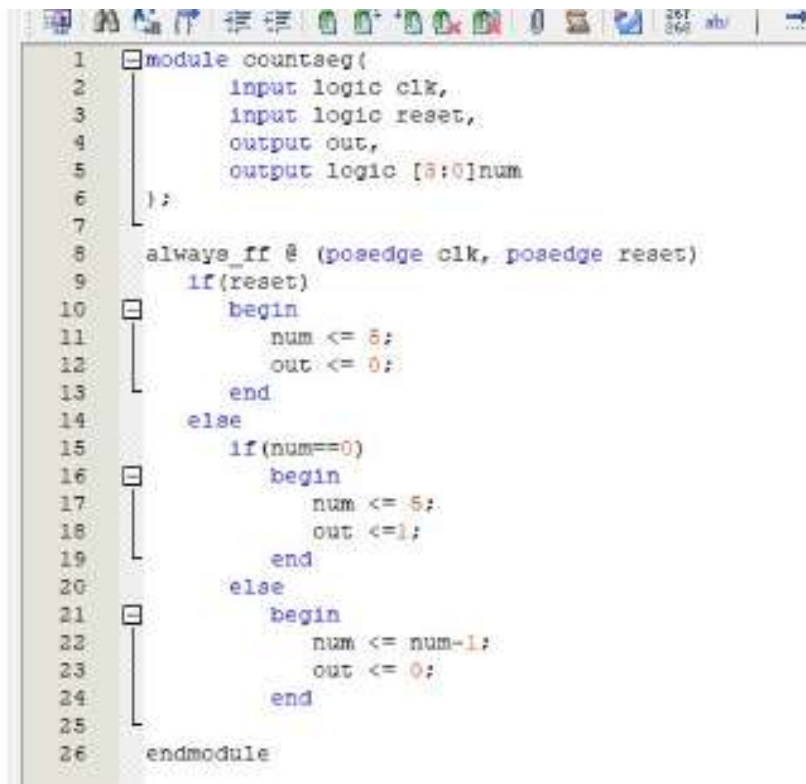 ab/
1 module countseg(
2 input logic clk,
3 input logic reset,
4 output out,
5 output logic [3:0]num
6 );
7
8 always_ff @ (posedge clk, posedge reset)
9 if(reset)
10 begin
11 num <= 5;
12 out <= 0;
13 end
14 else
15 if(num==0)
16 begin
17 num <= 5;
18 out <=1;
19 end
20 else
21 begin
22 num <= num-1;
23 out <= 0;
24 end
25
26 endmodule